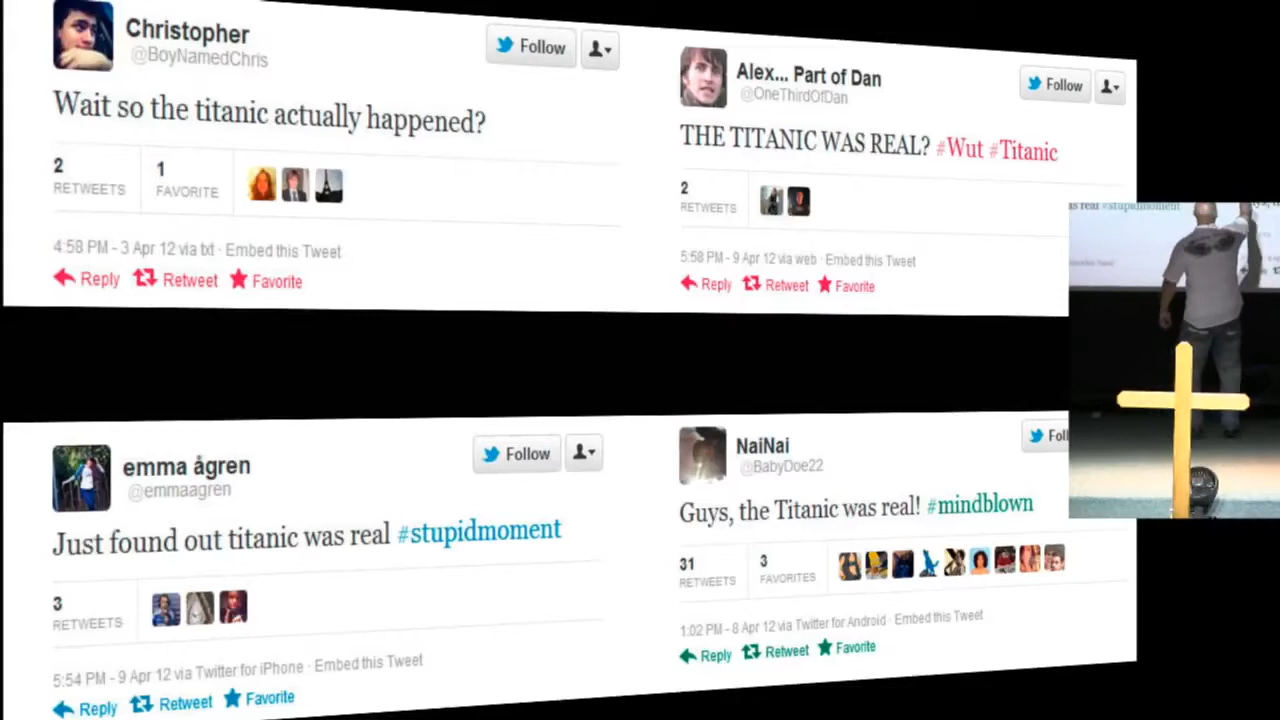 Christopher
@BoyNamedChris
Follow
Wait so the titanic actually happened?
2
RETWEETS
1
FAVORITE
4:58 PM - 3 Apr 12 via txt · Embed this Tweet
Reply Retweet Favorite
Alex... Part of Dan
@OneThirdOfDan
Follow
THE TITANIC WAS REAL? #Wut #Titanic
2
RETWEETS
5:58 PM - 9 Apr 12 via web · Embed this Tweet
Reply Retweet Favorite
is real #stupidmoment
emma ågren
@emmaagren
Follow
Just found out titanic was real #stupidmoment
3
RETWEETS
5:54 PM - 9 Apr 12 via Twitter for iPhone · Embed this Tweet
Reply Retweet Favorite
NaiNai
@BabyDoe22
Foll
Guys, the Titanic was real! #mindblown
31
RETWEETS
3
FAVORITES
1:02 PM - 8 Apr 12 via Twitter for Android · Embed this Tweet
Reply Retweet Favorite